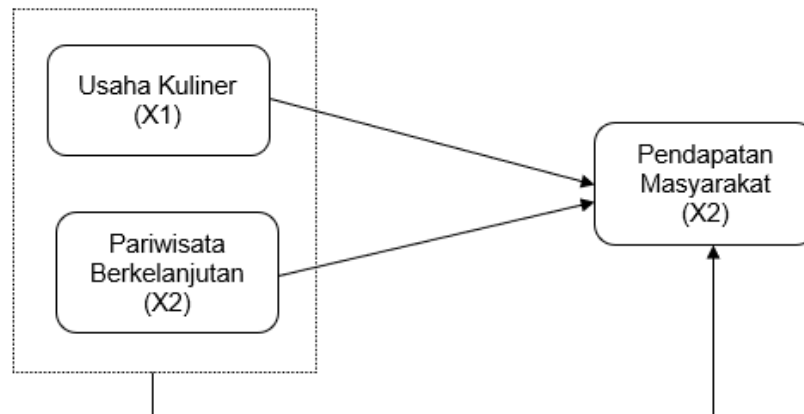 Usaha Kuliner
(X1)
Pariwisata
Berkelanjutan
(X2)
Pendapatan
Masyarakat
(X2)